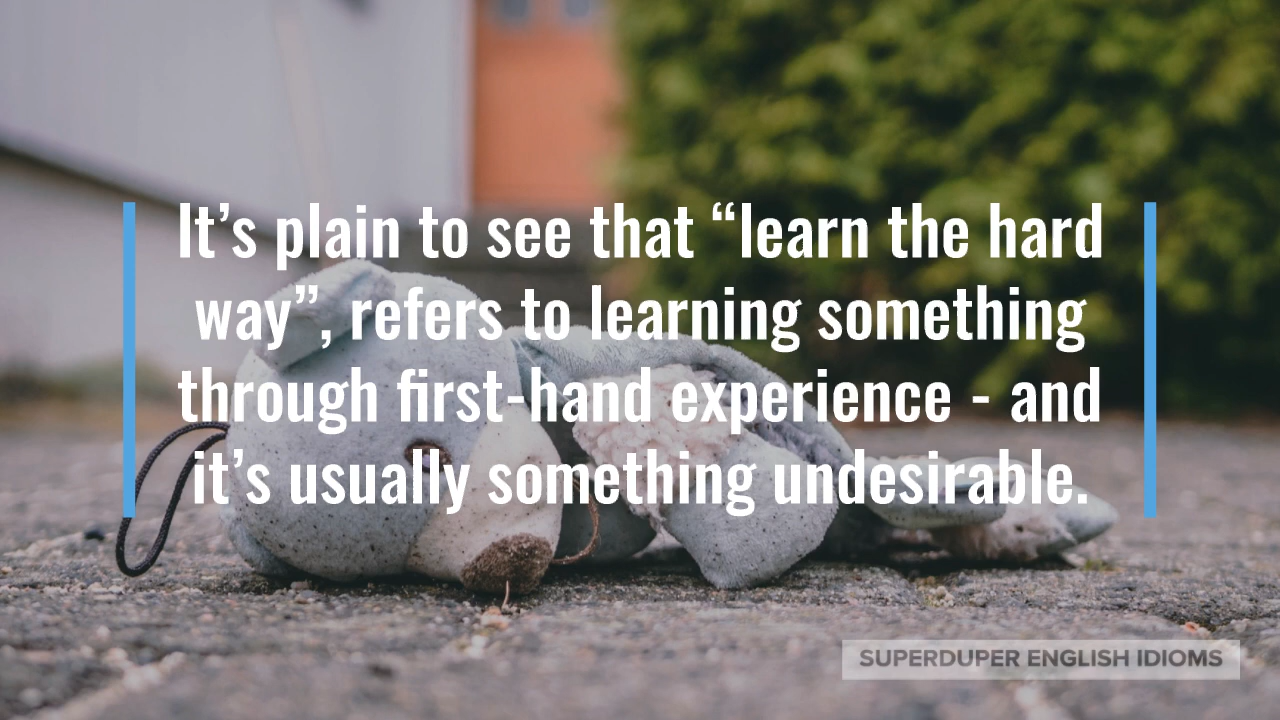 It’s plain to see that “learn the hard
way”, refers to learning something
through first-hand experience - and
it’s usually something undesirable.
SUPERDUPER ENGLISH IDIOMS